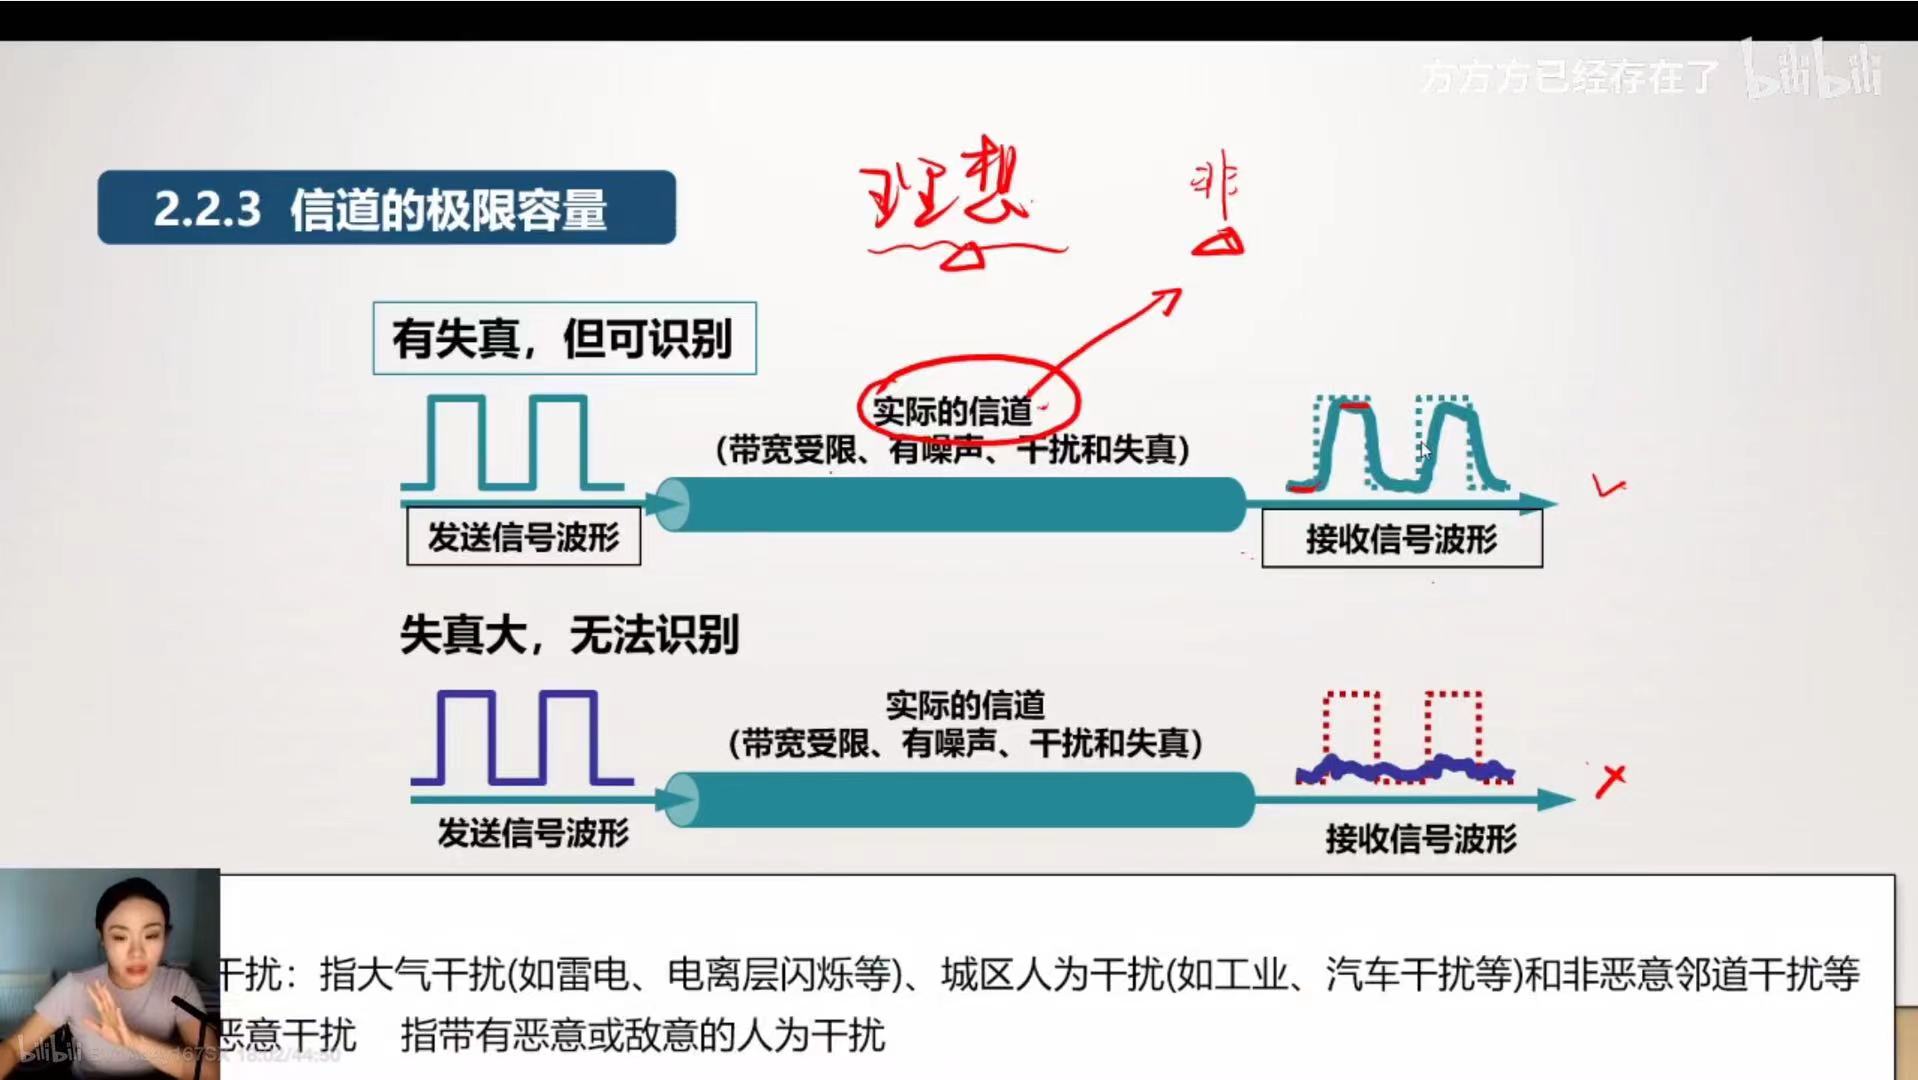 方方方已经存在了 bilibili
理想 非
2.2.3 信道的极限容量
有失真，但可识别
实际的信道
（带宽受限、有噪声、干扰和失真）
发送信号波形
接收信号波形
失真大，无法识别
实际的信道
（带宽受限、有噪声、干扰和失真）
发送信号波形
接收信号波形
干扰：指大气干扰(如雷电、电离层闪烁等)、城区人为干扰(如工业、汽车干扰等)和非恶意邻道干扰等
恶意干扰 指带有恶意或敌意的人为干扰
bilibili